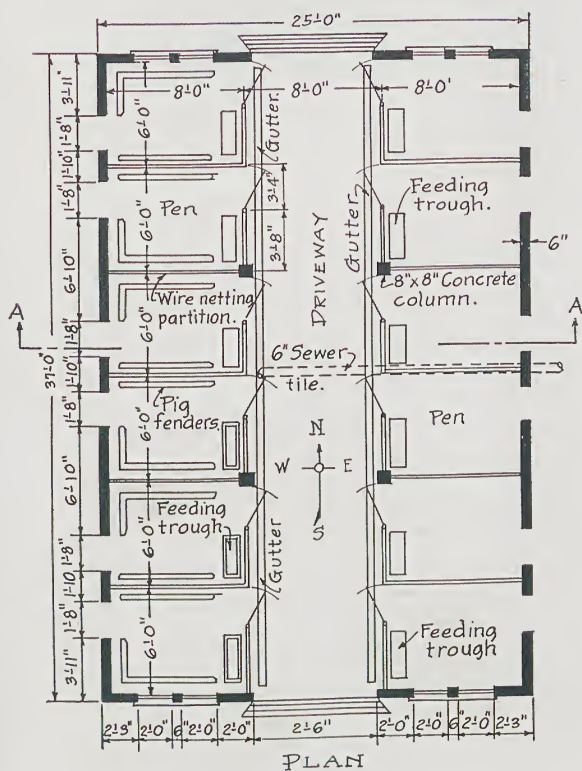 25'-0"
8'-0"
8'-0"
8'-0'
3'-11"
1'-8"
1'-10"
1'-8"
6'-10"
1'-8"
1'-10"
1'-8"
6'-10"
1'-8"
1'-10
1'-8"
3'-11"
37'-0"
6'-0"
6'-0"
6'-0"
6'-0"
6'-0"
6'-0"
Gutter.
3'-4"
3'-8"
Pen
DRIVEWAY
Gutter
Feeding
trough.
6"
Wire netting
partition.
8"x8" Concrete
column.
A
A
6" Sewer
tile.
Pig
fenders
Pen
N
W
E
S
Feeding
trough
Gutter
Feeding
trough
2'-3"
2'-0"
6"
2'-0"
2'-0"
2'-6"
2'-0"
2'-0"
6"
2'-0"
2'-3"
PLAN